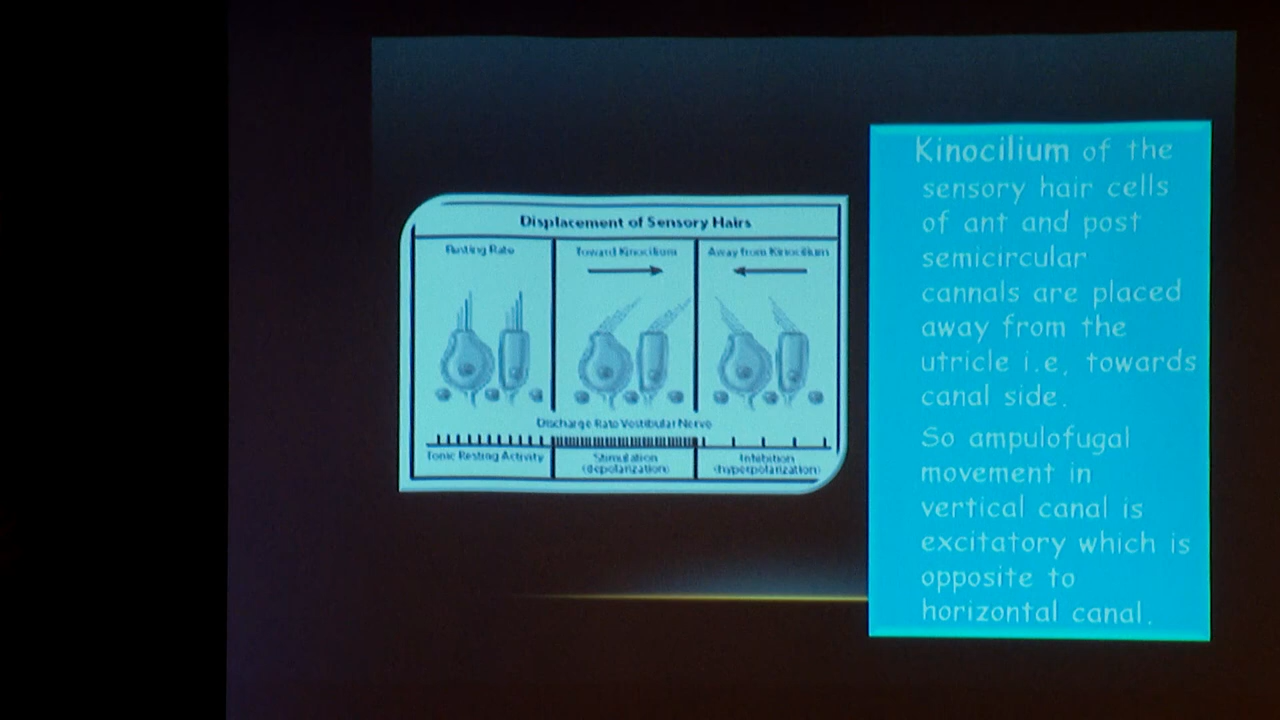 Displacement of Sensory Hairs
Resting Rate
Toward Kinocilium
Away from Kinocilium
Discharge Rate Vestibular Nerve
Tonic Resting Activity
Stimulation
(depolarization)
Inhibition
(hyperpolarization)
Kinocilium of the
sensory hair cells
of ant and post
semicircular
cannals are placed
away from the
utricle i.e. towards
canal side.
So ampulofugal
movement in
vertical canal is
excitatory which is
opposite to
horizontal canal.